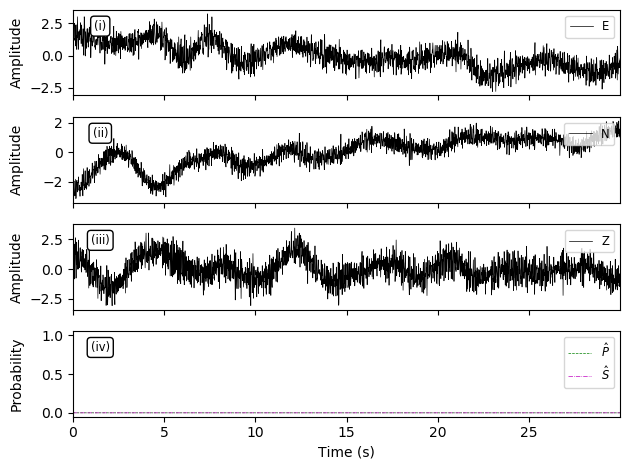 Amplitude
2.5
0.0
−2.5
(i)
E
Amplitude
2
0
−2
(ii)
N
Amplitude
2.5
0.0
−2.5
(iii)
Z
Probability
1.0
0.5
0.0
(iv)
P̂
Ŝ
0 5 10 15 20 25
Time (s)